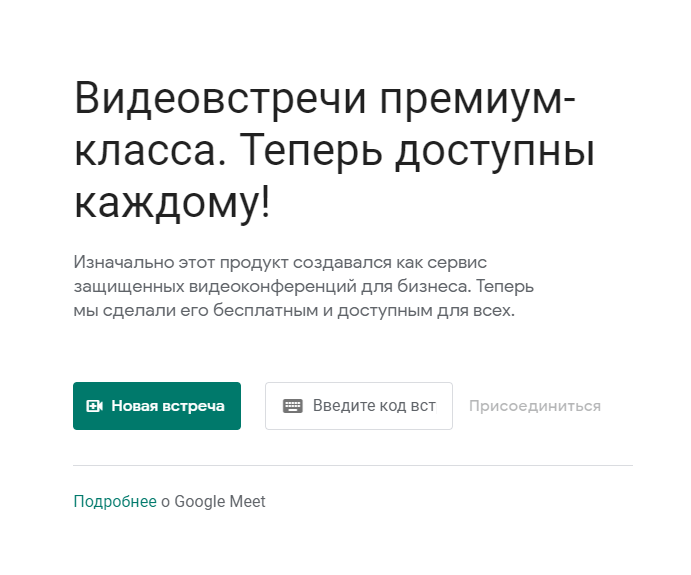 Видеовстречи премиум-
класса. Теперь доступны
каждому!
Изначально этот продукт создавался как сервис
защищенных видеоконференций для бизнеса. Теперь
мы сделали его бесплатным и доступным для всех.
Новая встреча Введите код вст Присоединиться
Подробнее о Google Meet